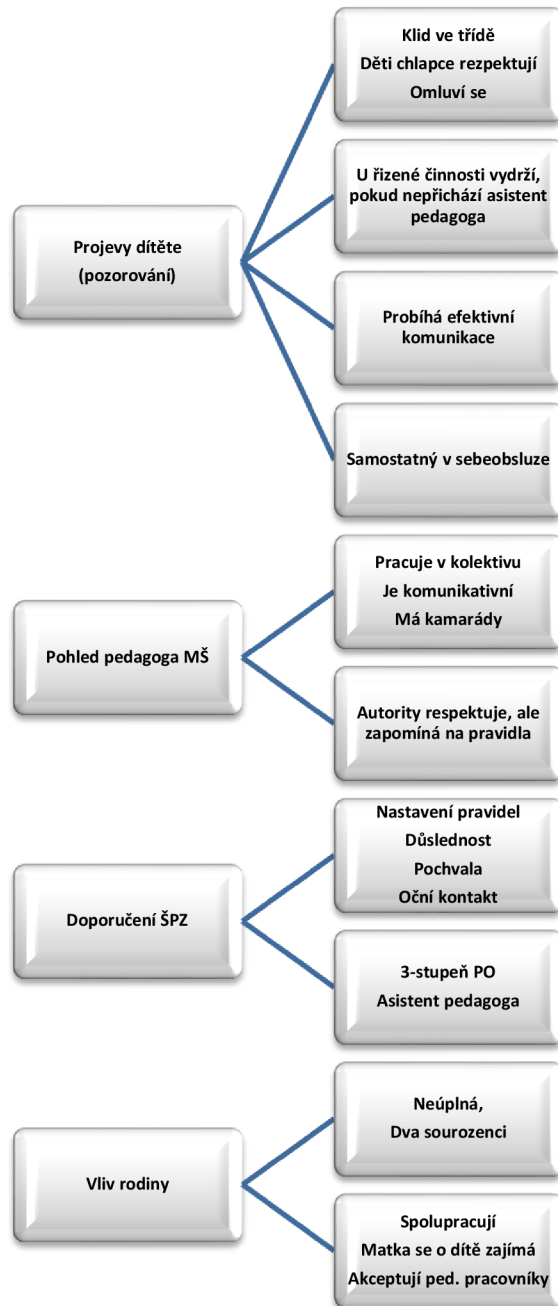 Projevy dítěte
(pozorování)
Klid ve třídě
Děti chlapce rezpektují
Omluví se
U řizené činnosti vydrží,
pokud nepřichází asistent
pedagoga
Probíhá efektivní
komunikace
Samostatný v sebeobsluze
Pohled pedagoga MŠ
Pracuje v kolektivu
Je komunikativní
Má kamarády
Autority respektuje, ale
zapomíná na pravidla
Doporučení ŠPZ
Nastavení pravidel
Důslednost
Pochvala
Oční kontakt
3-stupeň PO
Asistent pedagoga
Vliv rodiny
Neúplná,
Dva sourozenci
Spolupracují
Matka se o dítě zajímá
Akceptují ped. pracovníky